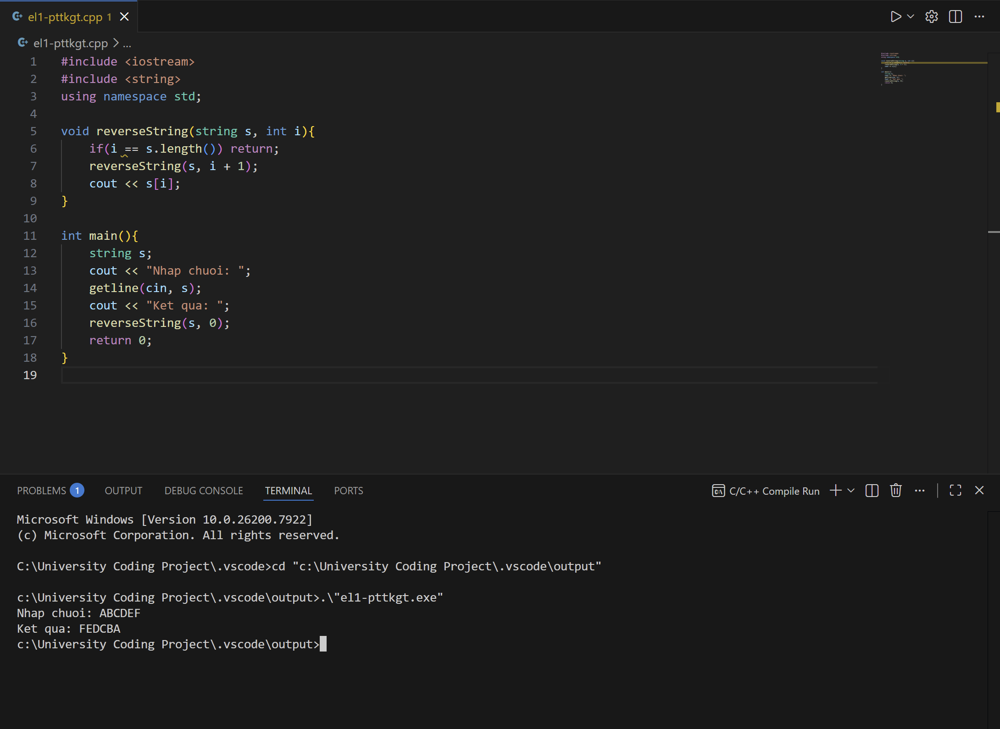 el1-pttkgt.cpp 1
el1-pttkgt.cpp > ...
1 #include <iostream>
2 #include <string>
3 using namespace std;
4
5 void reverseString(string s, int i){
6     if(i == s.length()) return;
7     reverseString(s, i + 1);
8     cout << s[i];
9 }
10
11 int main(){
12     string s;
13     cout << "Nhap chuoi: ";
14     getline(cin, s);
15     cout << "Ket qua: ";
16     reverseString(s, 0);
17     return 0;
18 }
19
PROBLEMS 1 OUTPUT DEBUG CONSOLE TERMINAL PORTS C/C++ Compile Run
Microsoft Windows [Version 10.0.26200.7922]
(c) Microsoft Corporation. All rights reserved.
C:\University Coding Project\.vscode>cd "c:\University Coding Project\.vscode\output"
c:\University Coding Project\.vscode\output>.\"el1-pttkgt.exe"
Nhap chuoi: ABCDEF
Ket qua: FEDCBA
c:\University Coding Project\.vscode\output>